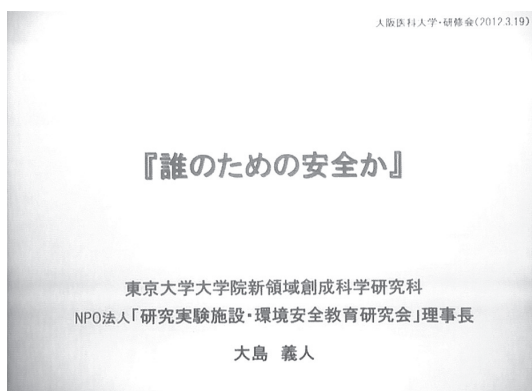 大阪医科大学・研修会(2012.3.19)
『誰のための安全か』
東京大学大学院新領域創成科学研究科
NPO法人「研究実験施設・環境安全教育研究会」理事長
大島 義人